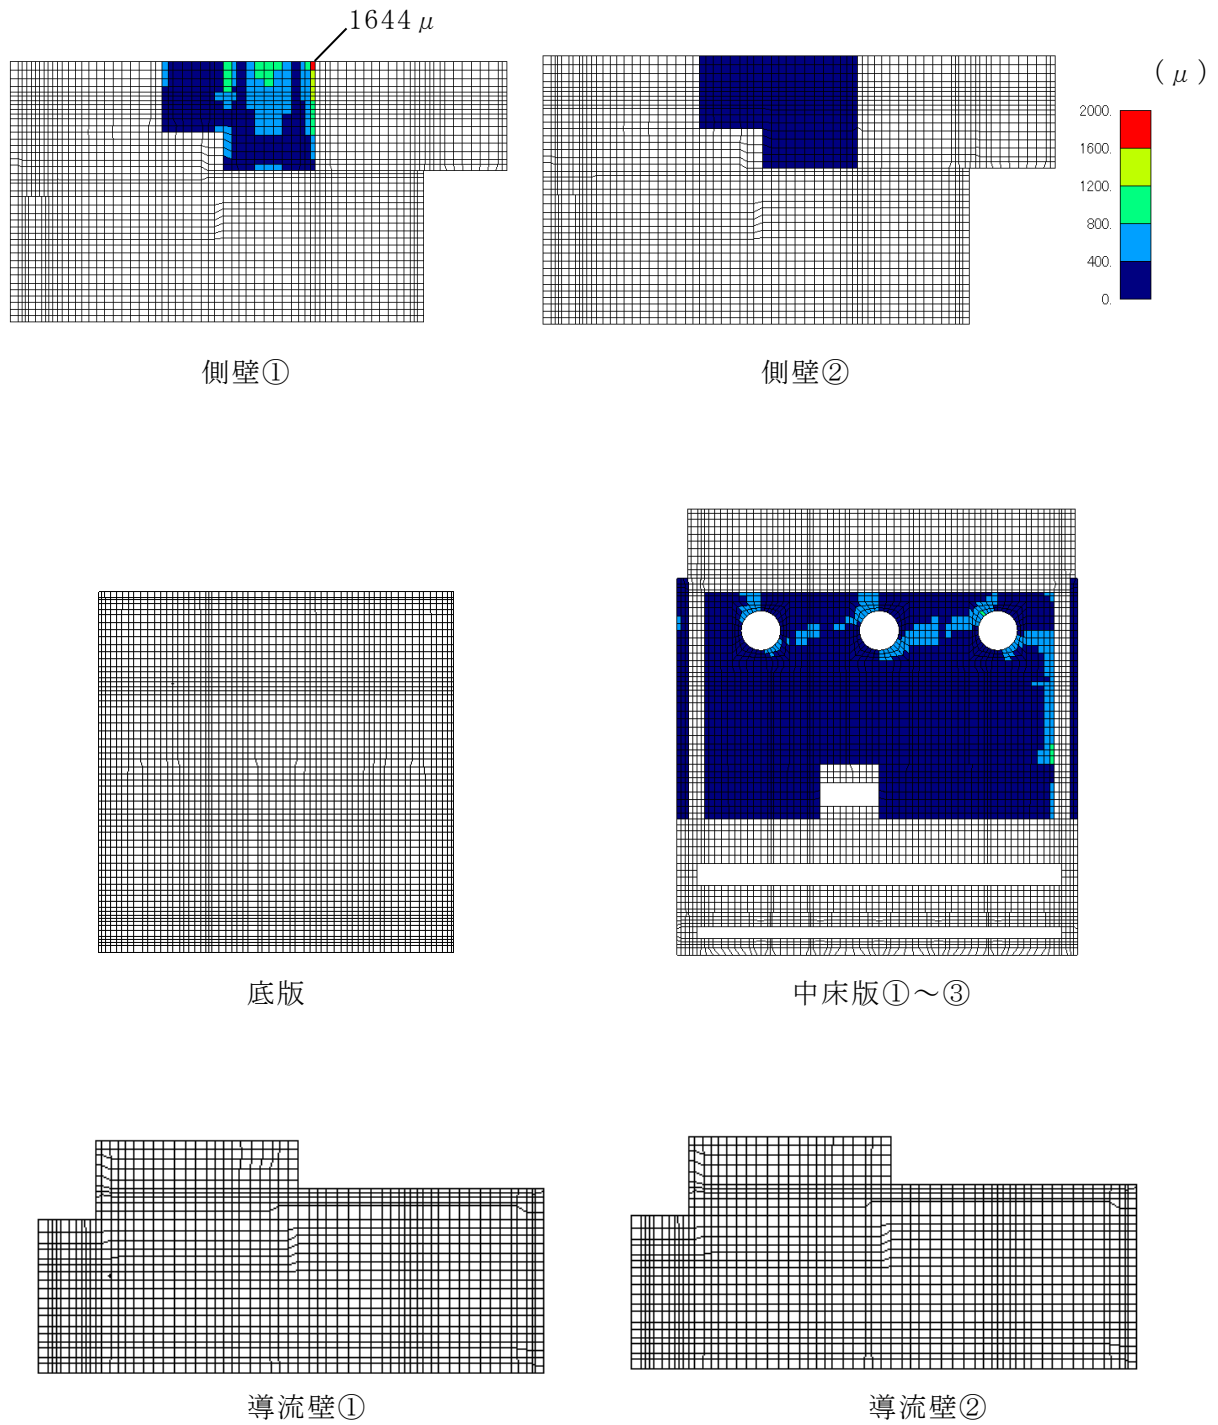 1644μ
(μ)
2000.
1600.
1200.
800.
400.
0.
側壁①
側壁②
底版
中床版①～③
導流壁①
導流壁②